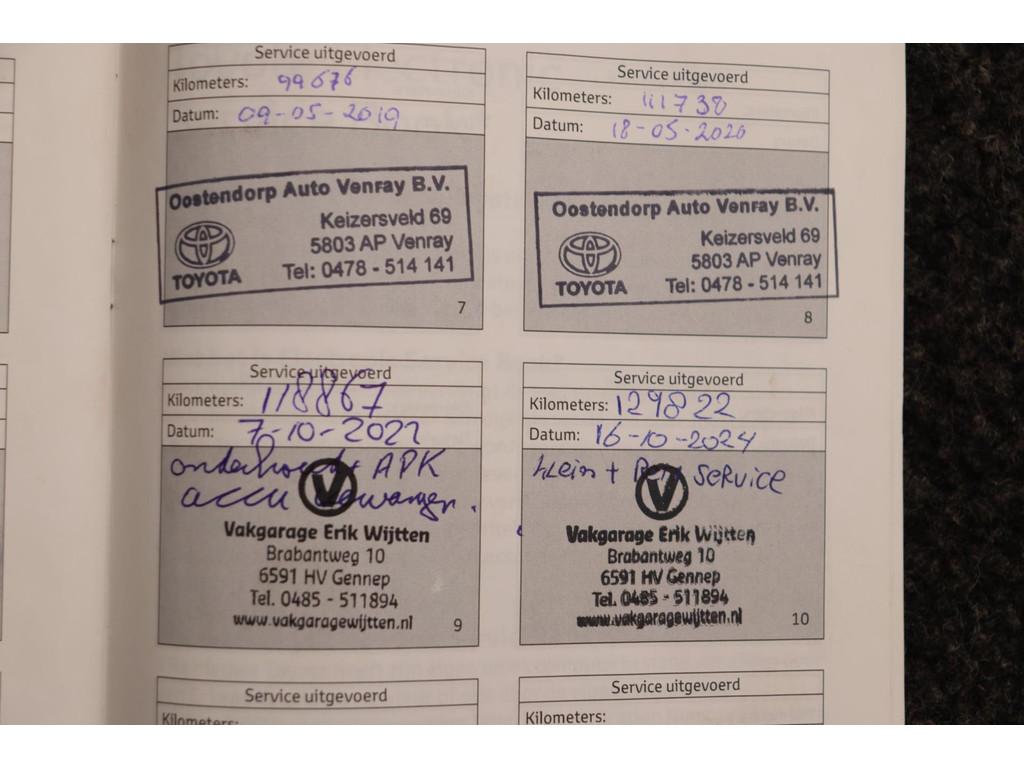 Service uitgevoerd
Kilometers: 99676
Datum: 09-05-2019
Oostendorp Auto Venray B.V.
Keizersveld 69
5803 AP Venray
TOYOTA Tel: 0478 - 514 141
7
Service uitgevoerd
Kilometers: 111738
Datum: 18-05-2020
Oostendorp Auto Venray B.V.
Keizersveld 69
5803 AP Venray
TOYOTA Tel: 0478 - 514 141
8
Service uitgevoerd
Kilometers: 118867
Datum: 7-10-2022
APK
accu
V
Vakgarage Erik Wijtten
Brabantweg 10
6591 HV Gennep
Tel. 0485 - 511894
www.vakgaragewijtten.nl
9
Service uitgevoerd
Kilometers: 129822
Datum: 16-10-2024
klein + Service
V
Vakgarage Erik Wijtten
Brabantweg 10
6591 HV Gennep
Tel. 0485 - 511894
www.vakgaragewijtten.nl
10
Service uitgevoerd
Kilometers:
Service uitgevoerd
Kilometers: